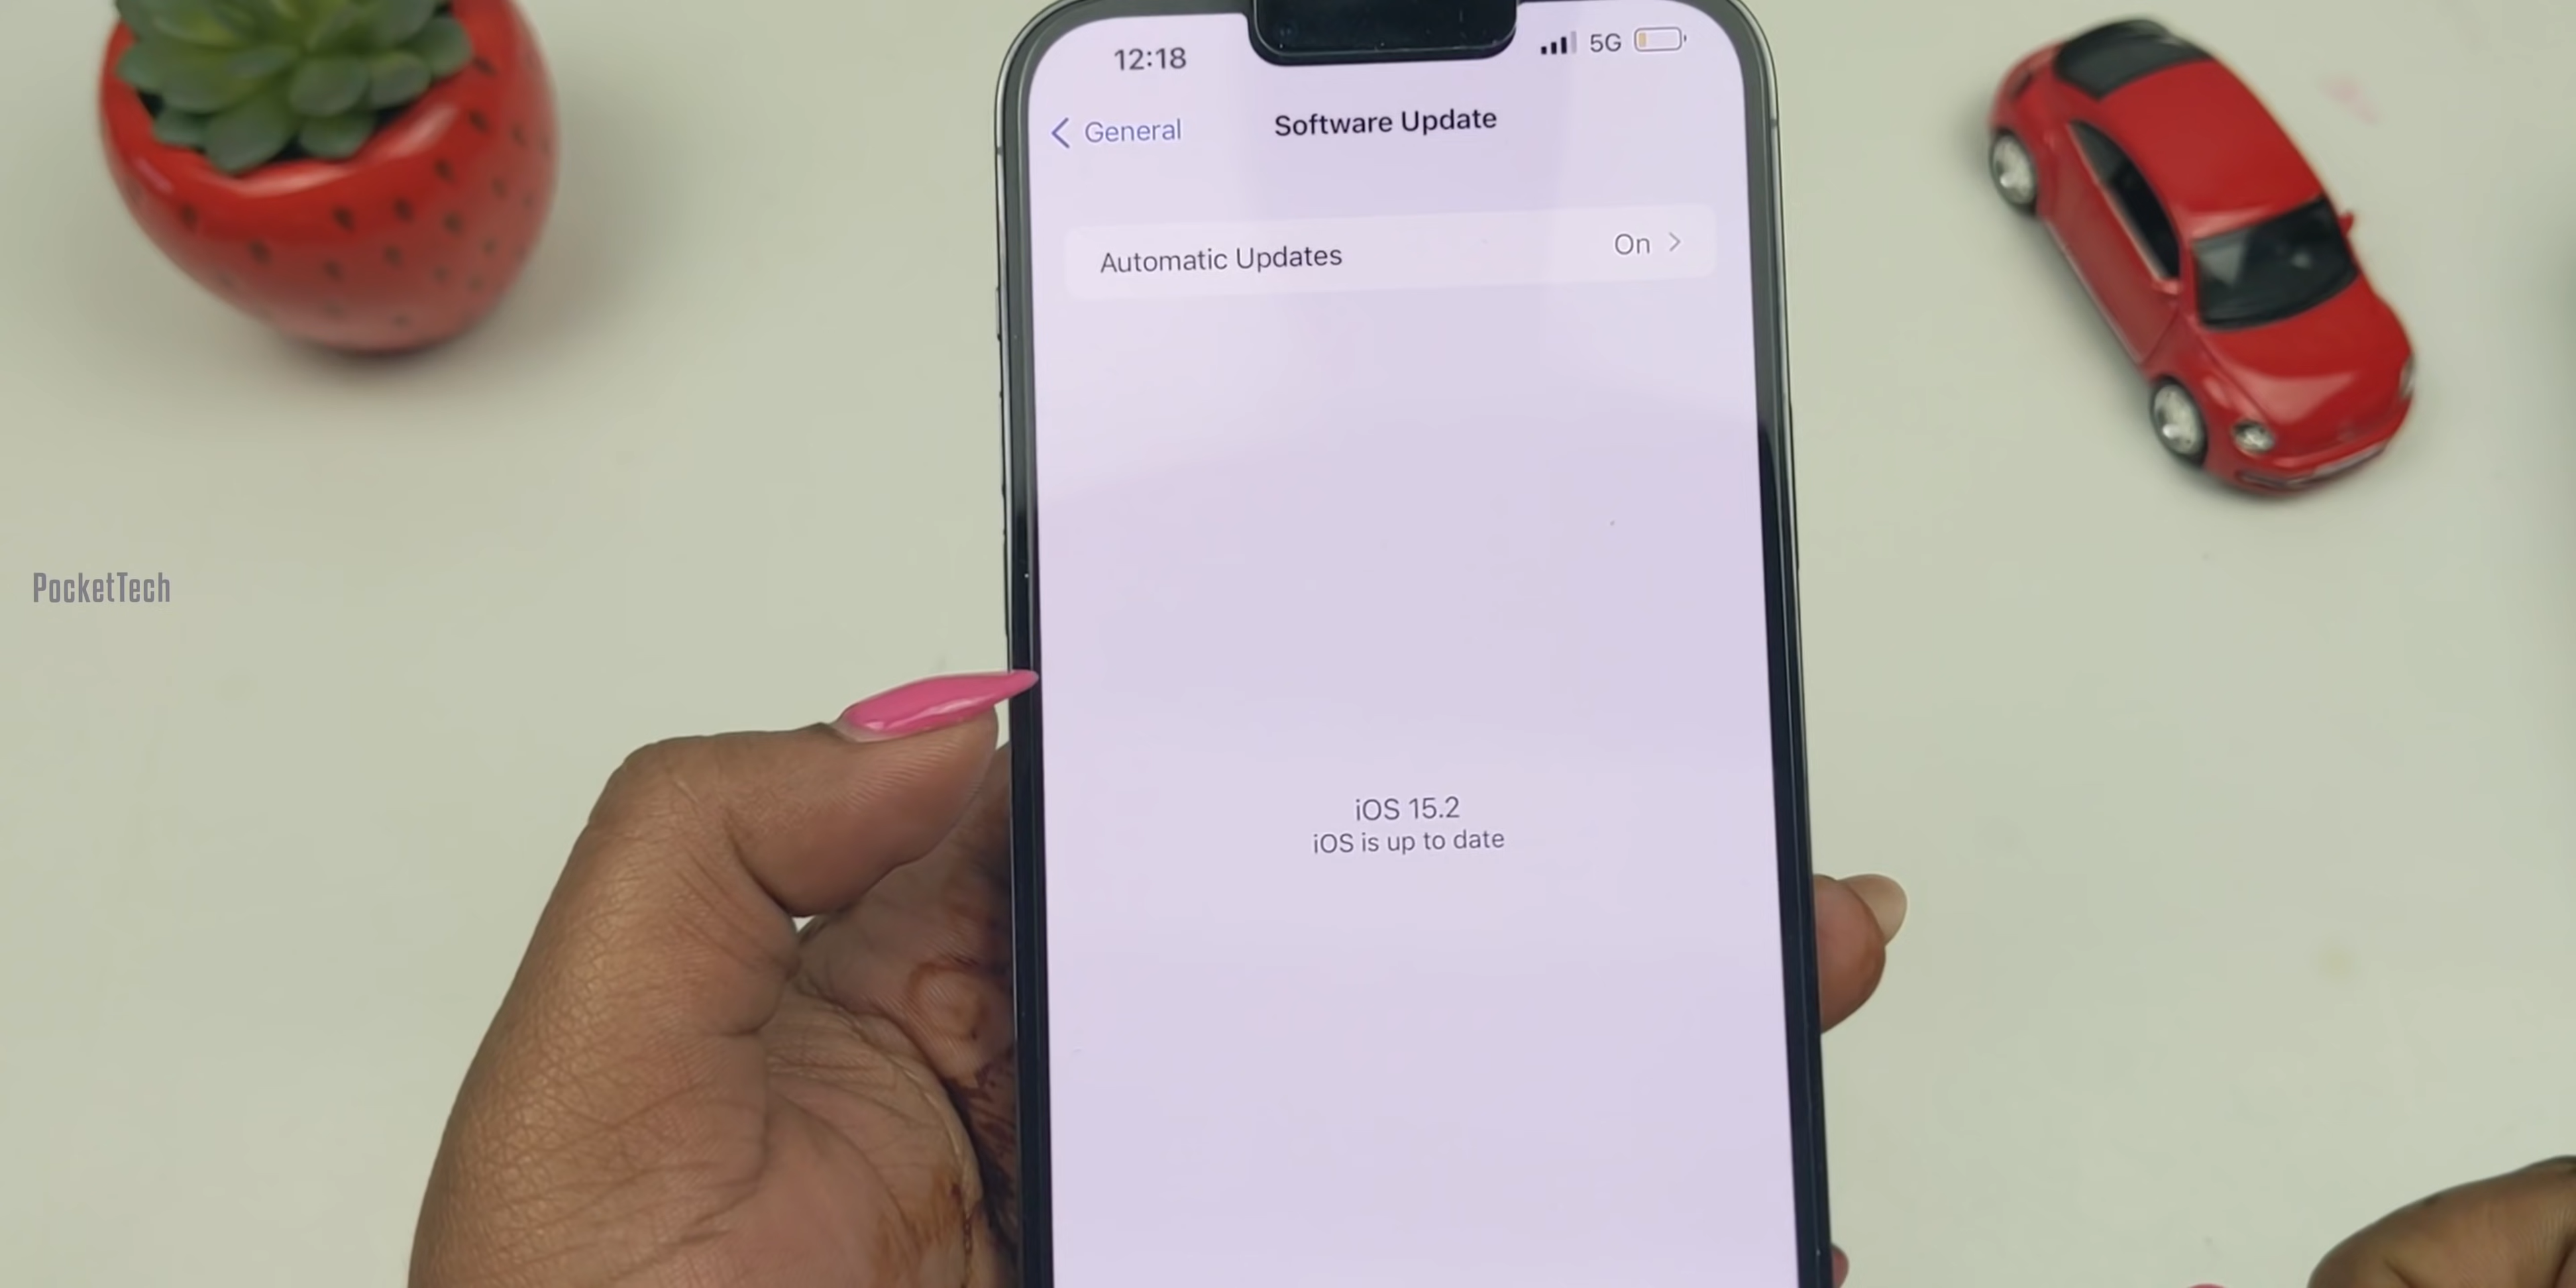 12:18
5G
General
Software Update
Automatic Updates
On
PocketTech
iOS 15.2
iOS is up to date